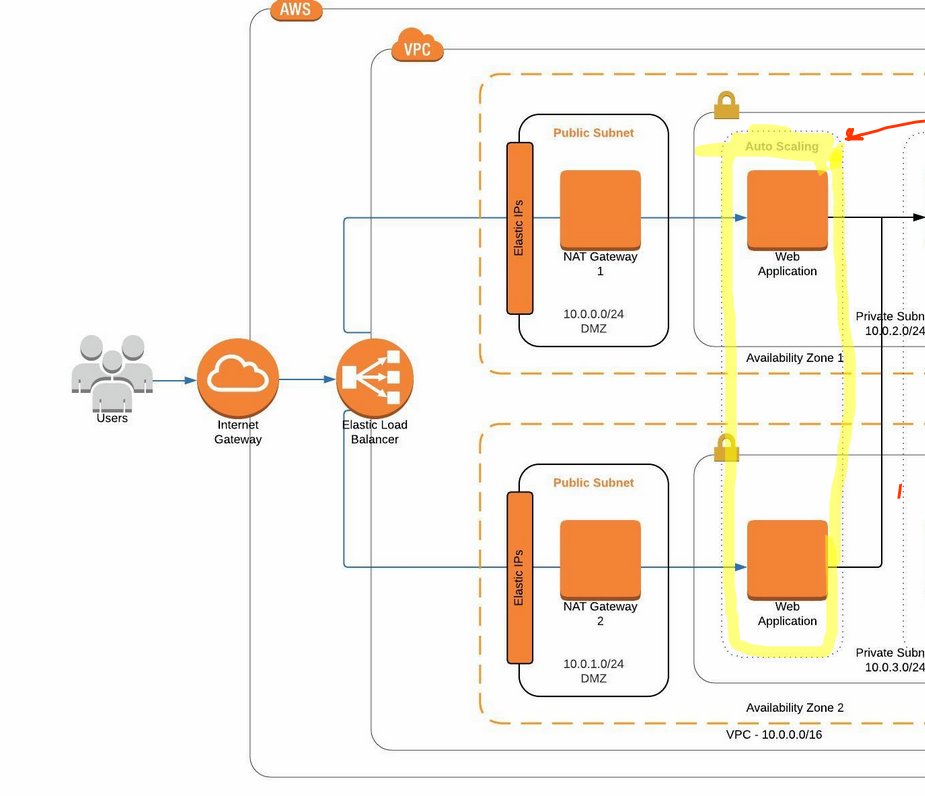 AWS
VPC
Public Subnet
Auto Scaling
Elastic IPs
NAT Gateway
1
Web
Application
10.0.0.0/24
DMZ
Private Subn
10.0.2.0/24
Availability Zone 1
Users
Internet
Gateway
Elastic Load
Balancer
Public Subnet
Elastic IPs
NAT Gateway
2
Web
Application
10.0.1.0/24
DMZ
Private Subn
10.0.3.0/24
Availability Zone 2
VPC - 10.0.0.0/16